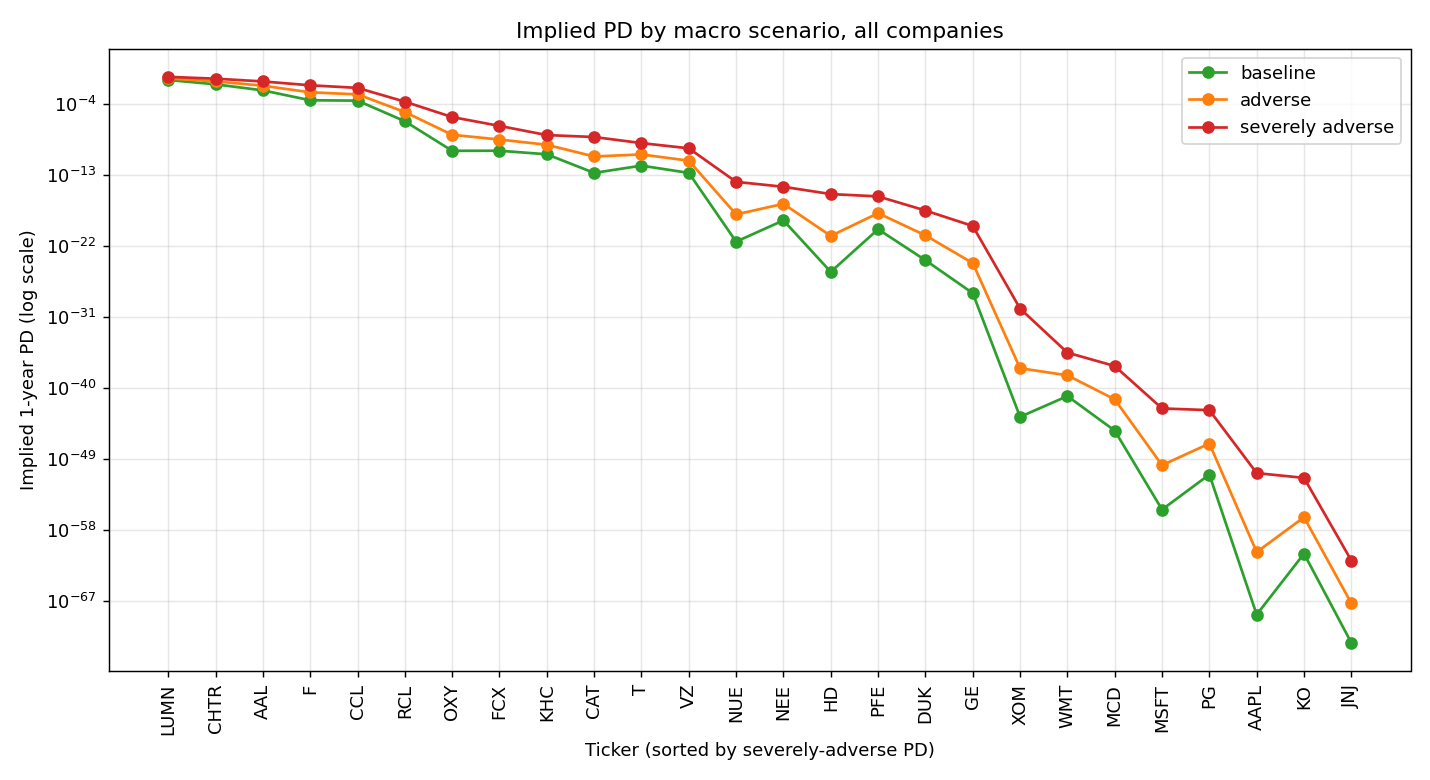 Implied PD by macro scenario, all companies
baseline
adverse
severely adverse
Implied 1-year PD (log scale)
10⁻⁴
10⁻¹³
10⁻²²
10⁻³¹
10⁻⁴⁰
10⁻⁴⁹
10⁻⁵⁸
10⁻⁶⁷
LUMN CHTR AAL F CCL RCL OXY FCX KHC CAT T VZ NUE NEE HD PFE DUK GE XOM WMT MCD MSFT PG AAPL KO JNJ
Ticker (sorted by severely-adverse PD)